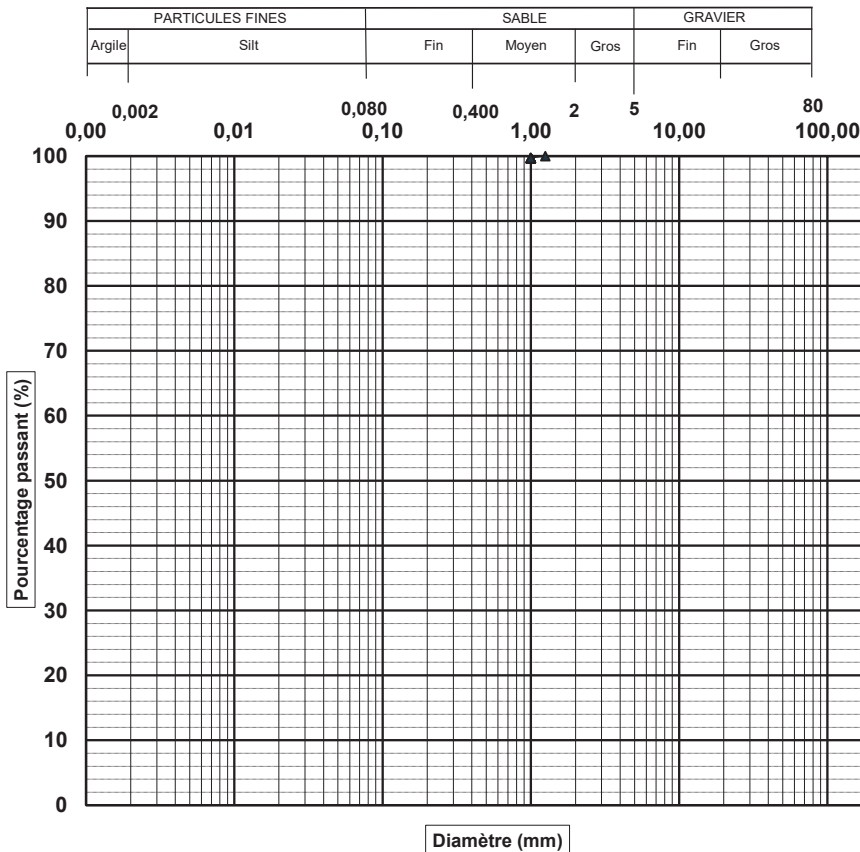 PARTICULES FINES SABLE GRAVIER
Argile Silt Fin Moyen Gros Fin Gros
0,002 0,080 0,400 2 5 80
0,00 0,01 0,10 1,00 10,00 100,00
100
90
80
70
60
50
40
30
20
10
0
Pourcentage passant (%)
Diamètre (mm)